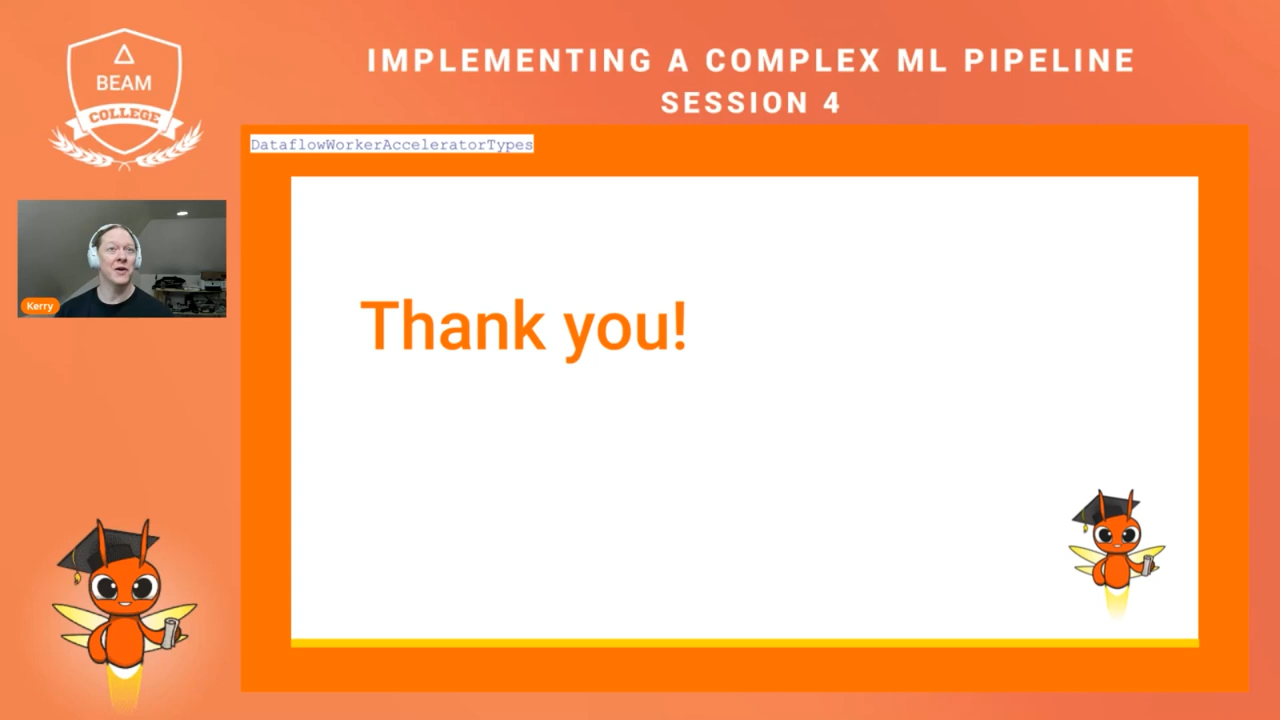 BEAM
COLLEGE
IMPLEMENTING A COMPLEX ML PIPELINE
SESSION 4
DataflowWorkerAcceleratorTypes
Kerry
Thank you!